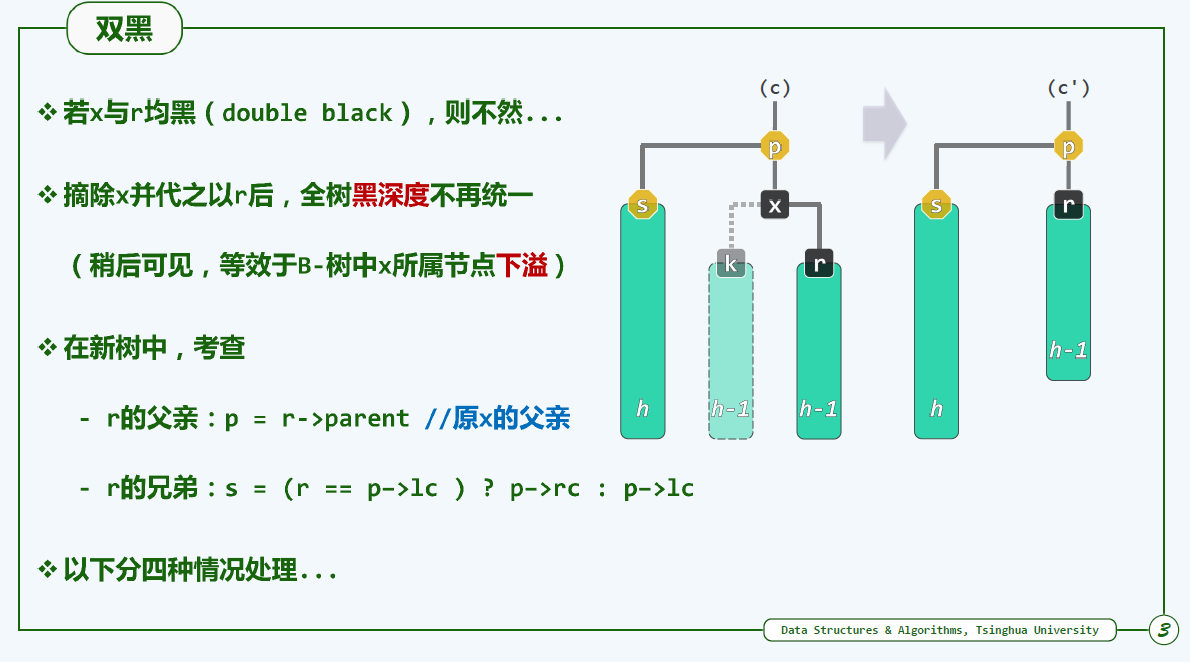 双黑
❖ 若x与r均黑（double black），则不然...
❖ 摘除x并代之以r后，全树黑深度不再统一
（稍后可见，等效于B-树中x所属节点下溢）
❖ 在新树中，考查
- r的父亲：p = r->parent //原x的父亲
- r的兄弟：s = (r == p->lc ) ? p->rc : p->lc
❖ 以下分四种情况处理...
(c)
p
s
x
k
r
h
h-1
h-1
(c')
p
s
r
h-1
h
Data Structures & Algorithms, Tsinghua University
3